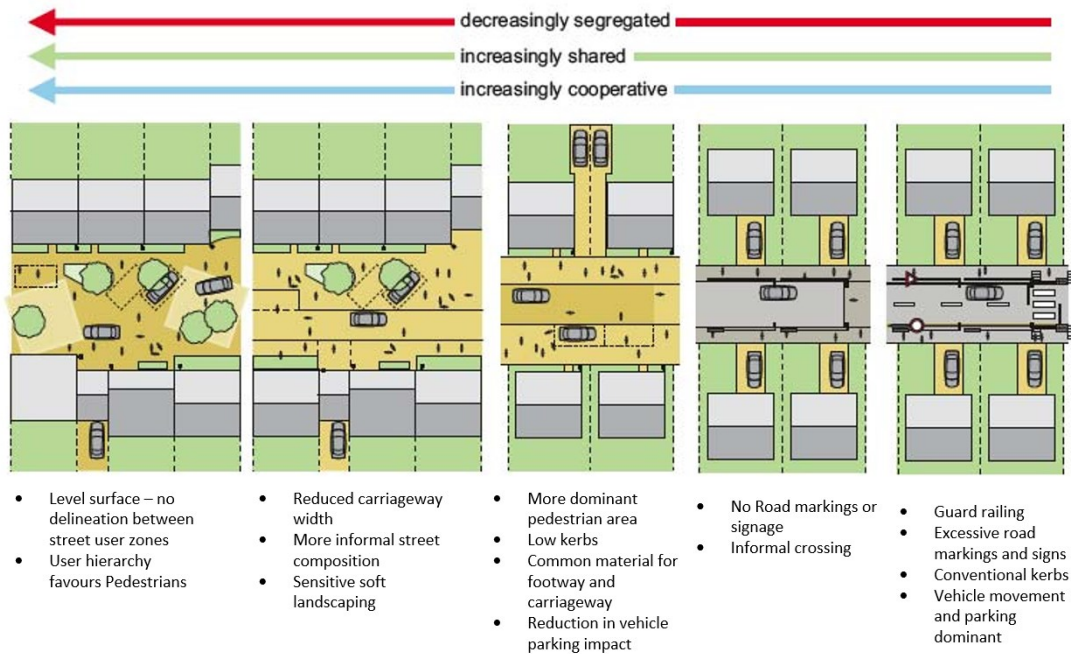 decreasingly segregated
increasingly shared
increasingly cooperative
• Level surface – no
delineation between
street user zones
• User hierarchy
favours Pedestrians
• Reduced carriageway
width
• More informal street
composition
• Sensitive soft
landscaping
• More dominant
pedestrian area
• Low kerbs
• Common material for
footway and
carriageway
• Reduction in vehicle
parking impact
• No Road markings or
signage
• Informal crossing
• Guard railing
• Excessive road
markings and signs
• Conventional kerbs
• Vehicle movement
and parking
dominant